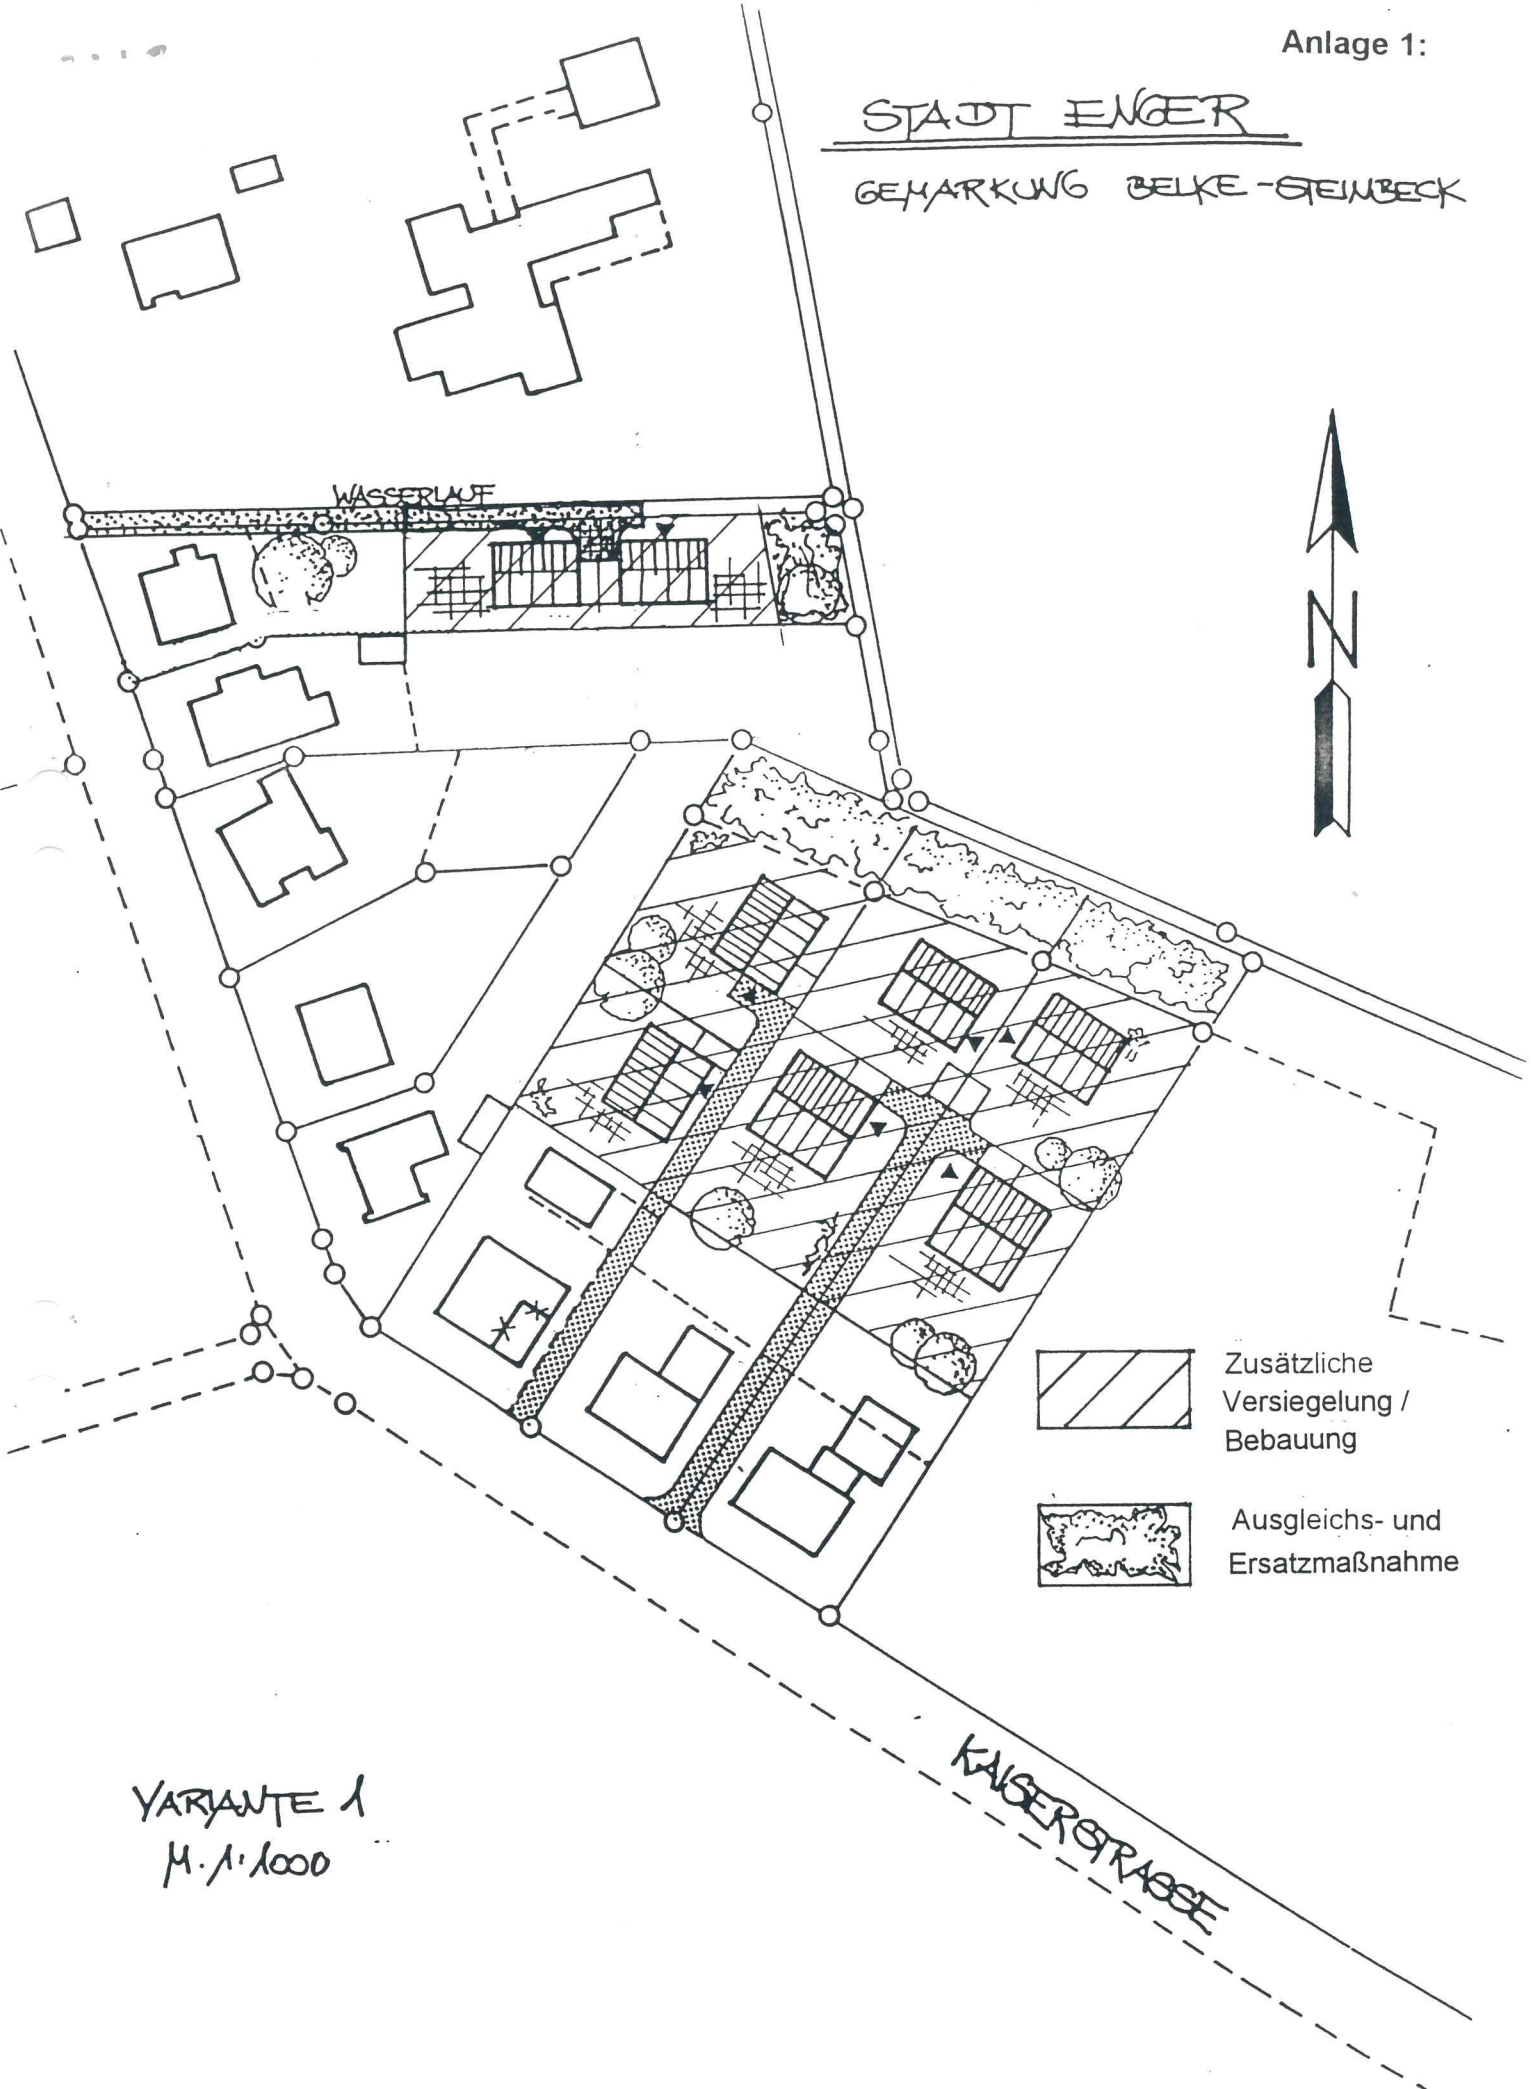 Anlage 1:
STADT ENGER
GEMARKUNG BELKE-STEINBECK
WASSERLAUF
N
Zusätzliche
Versiegelung /
Bebauung
Ausgleichs- und
Ersatzmaßnahme
KAISERSTRASSE
VARIANTE 1
M. 1:1000